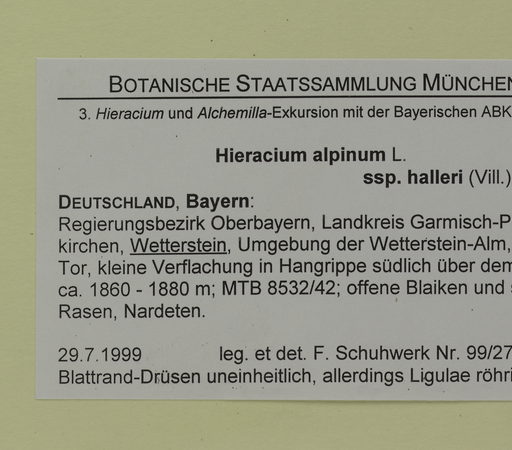 BOTANISCHE STAATSSAMMLUNG MÜNCHEN
3. Hieracium und Alchemilla-Exkursion mit der Bayerischen ABK
Hieracium alpinum L.
ssp. halleri (Vill.)
DEUTSCHLAND, Bayern:
Regierungsbezirk Oberbayern, Landkreis Garmisch-P
kirchen, Wetterstein, Umgebung der Wetterstein-Alm,
Tor, kleine Verflachung in Hangrippe südlich über dem
ca. 1860 - 1880 m; MTB 8532/42; offene Blaiken und
Rasen, Nardeten.
29.7.1999 leg. et det. F. Schuhwerk Nr. 99/27
Blattrand-Drüsen uneinheitlich, allerdings Ligulae röhri